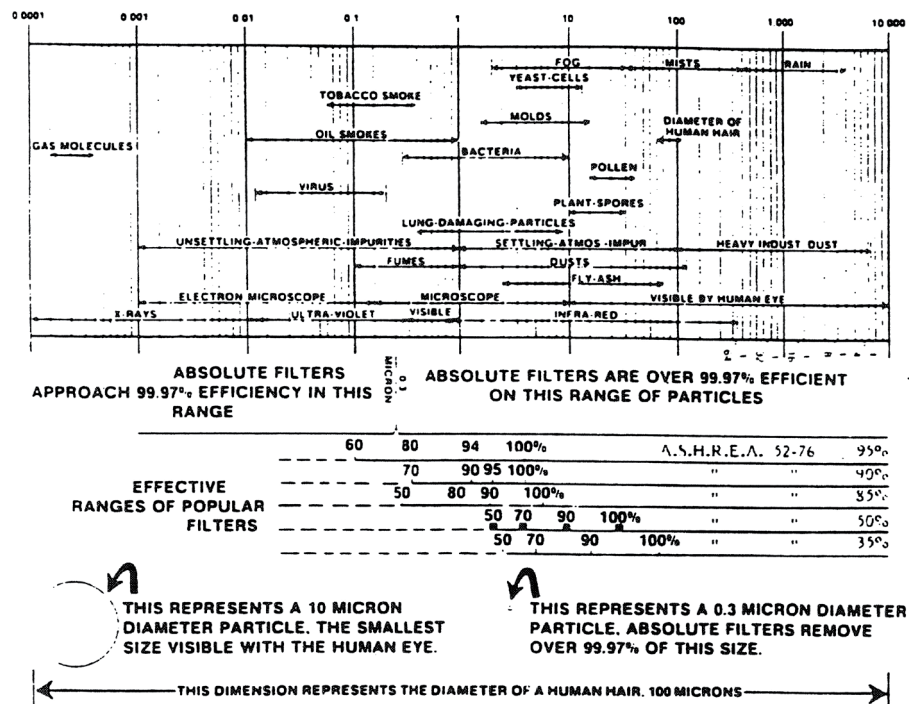 0 0001 0 001 0 01 0 1 1 10 100 1 000 10 000
FOG MISTS RAIN
YEAST-CELLS
TOBACCO SMOKE
MOLDS
DIAMETER OF
HUMAN HAIR
OIL SMOKES
GAS MOLECULES
BACTERIA
POLLEN
VIRUS
PLANT-SPORES
LUNG-DAMAGING-PARTICLES
UNSETTLING-ATMOSPHERIC-IMPURITIES SETTLING-ATMOS-IMPUR HEAVY INDUST DUST
FUMES DUSTS
FLY-ASH
ELECTRON MICROSCOPE MICROSCOPE VISIBLE BY HUMAN EYE
X-RAYS ULTRA-VIOLET VISIBLE INFRA-RED
0.3
MICRON
ABSOLUTE FILTERS
APPROACH 99.97% EFFICIENCY IN THIS
RANGE
ABSOLUTE FILTERS ARE OVER 99.97% EFFICIENT
ON THIS RANGE OF PARTICLES
60 80 94 100% A.S.H.R.E.A. 52-76 95%
70 90 95 100% " " 90%
EFFECTIVE
RANGES OF POPULAR
FILTERS
50 80 90 100% " " 85%
50 70 90 100% " " 50%
50 70 90 100% " " 35%
THIS REPRESENTS A 10 MICRON
DIAMETER PARTICLE, THE SMALLEST
SIZE VISIBLE WITH THE HUMAN EYE.
THIS REPRESENTS A 0.3 MICRON DIAMETER
PARTICLE. ABSOLUTE FILTERS REMOVE
OVER 99.97% OF THIS SIZE.
THIS DIMENSION REPRESENTS THE DIAMETER OF A HUMAN HAIR, 100 MICRONS